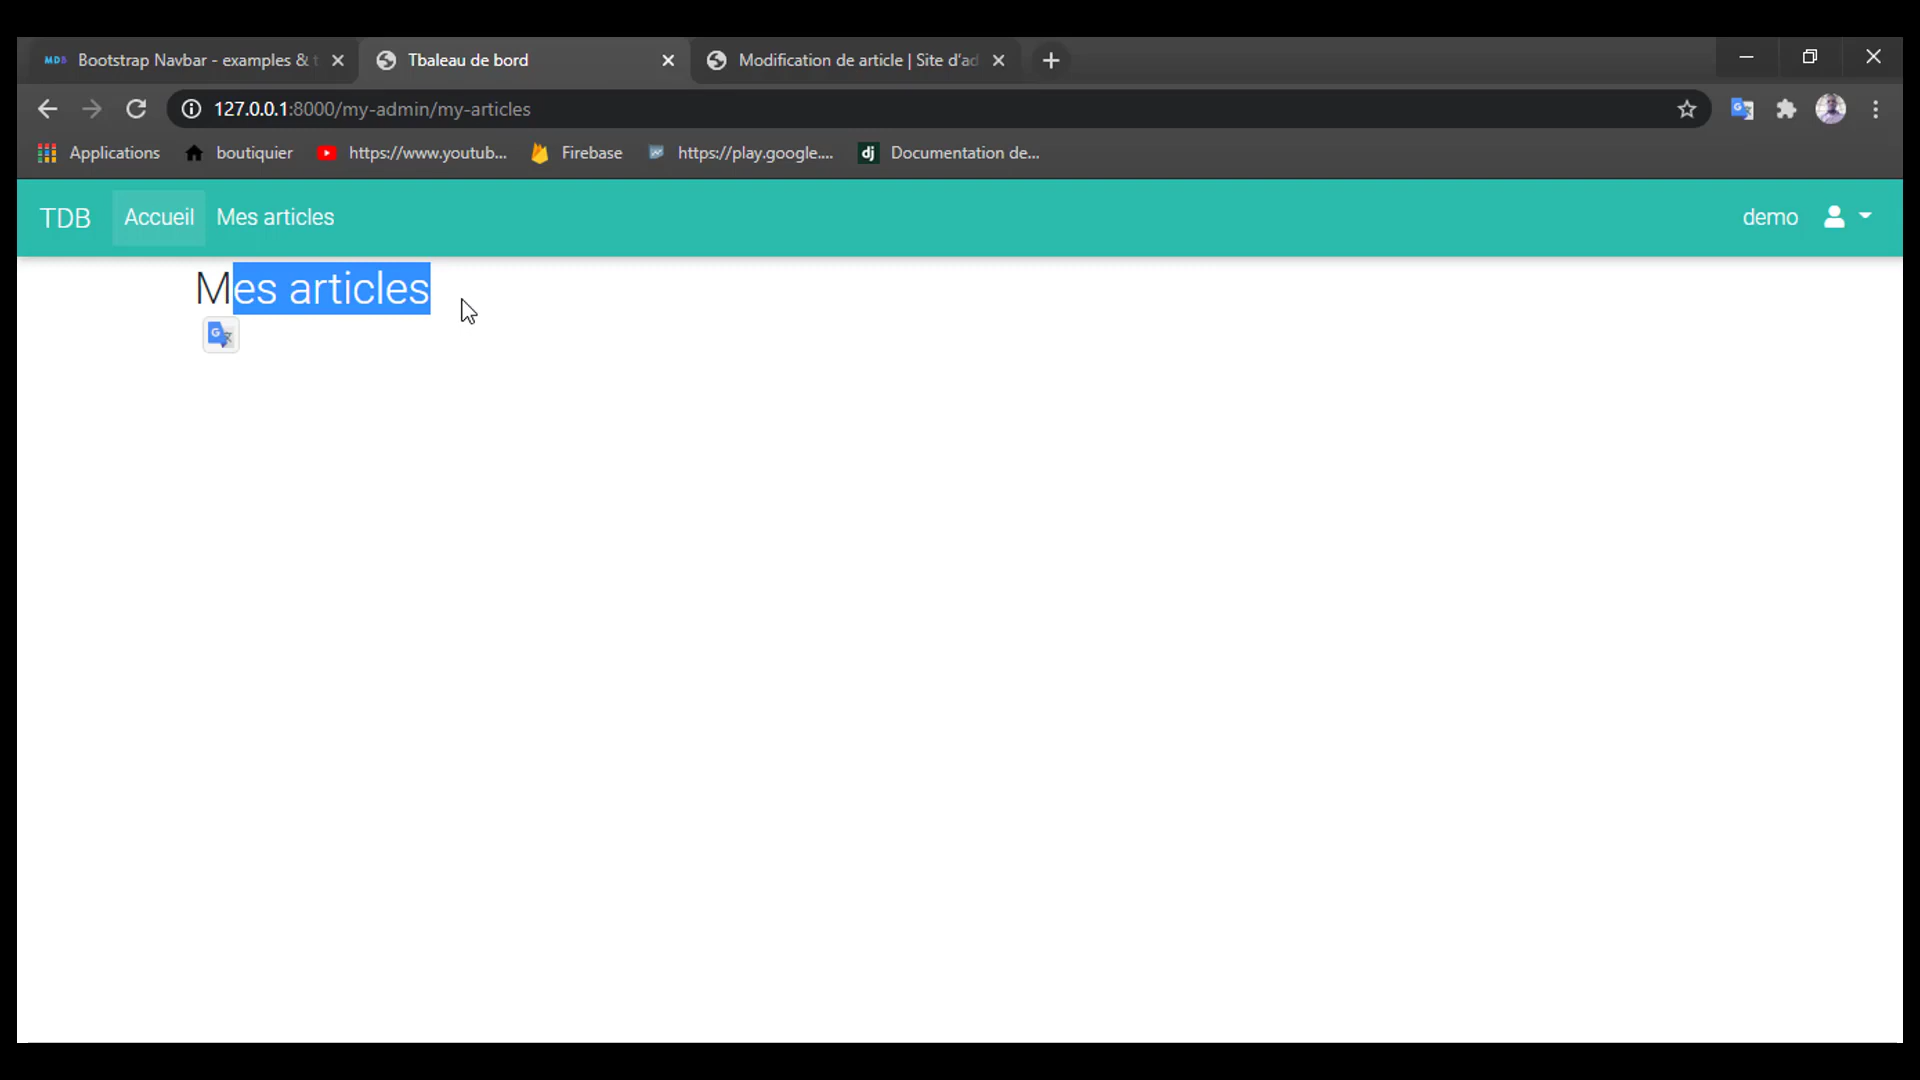 MDB Bootstrap Navbar - examples & t
Tbaleau de bord
Modification de article | Site d'ad
127.0.0.1:8000/my-admin/my-articles
Applications
boutiquier
https://www.youtub...
Firebase
https://play.google....
dj Documentation de...
TDB
Accueil
Mes articles
demo
Mes articles